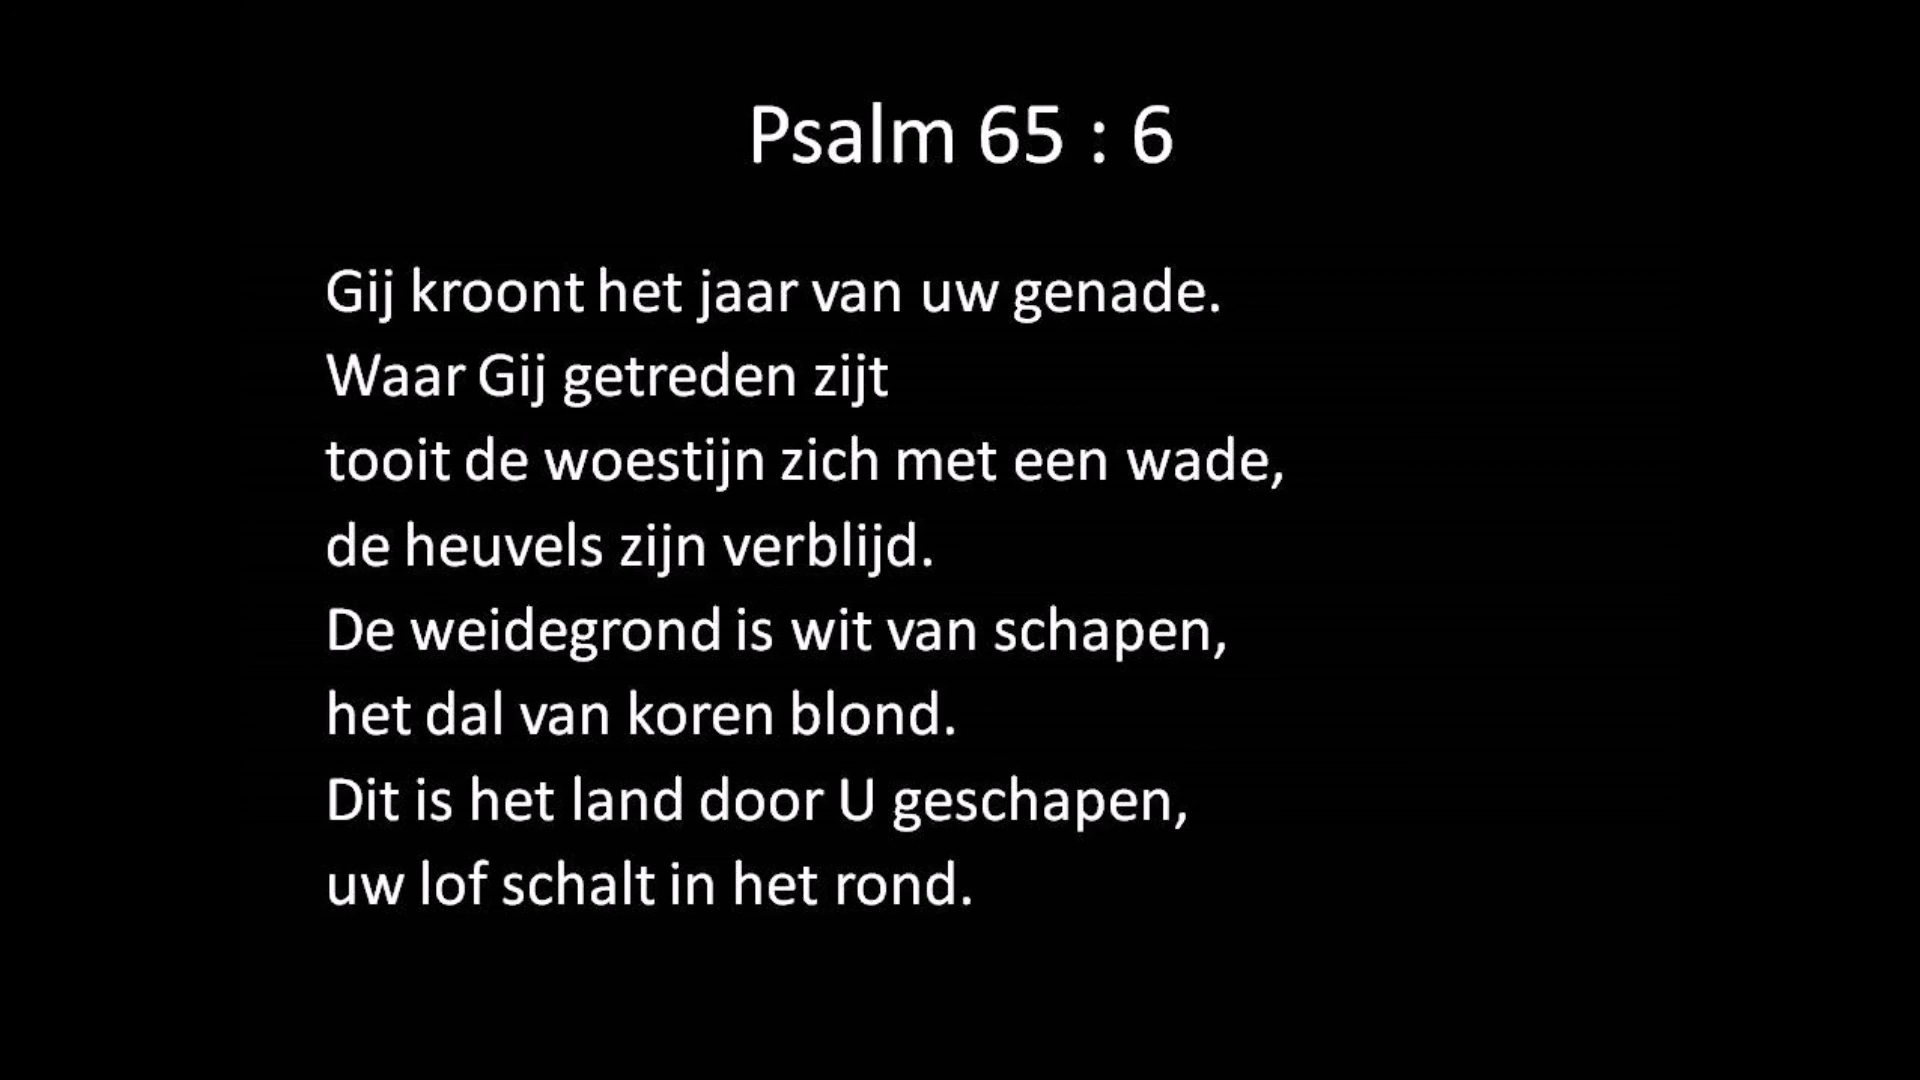 Psalm 65 : 6
Gij kroont het jaar van uw genade.
Waar Gij getreden zijt
tooit de woestijn zich met een wade,
de heuvels zijn verblijd.
De weidegrond is wit van schapen,
het dal van koren blond.
Dit is het land door U geschapen,
uw lof schalt in het rond.